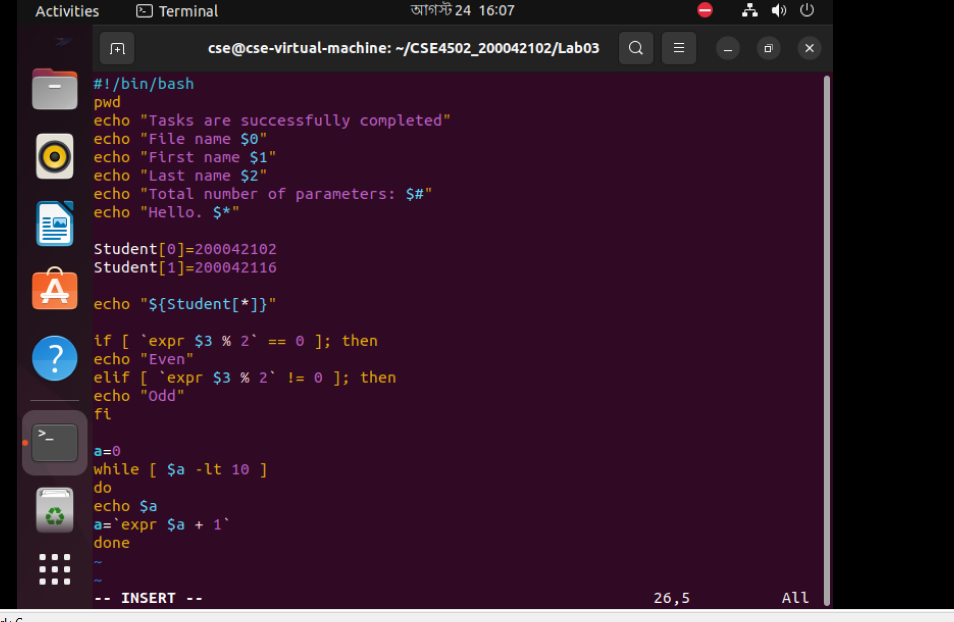 Activities Terminal আগস্ট 24 16:07
cse@cse-virtual-machine: ~/CSE4502_200042102/Lab03
#!/bin/bash
pwd
echo "Tasks are successfully completed"
echo "File name $0"
echo "First name $1"
echo "Last name $2"
echo "Total number of parameters: $#"
echo "Hello. $*"
Student[0]=200042102
Student[1]=200042116
echo "${Student[*]}"
if [ `expr $3 % 2` == 0 ]; then
echo "Even"
elif [ `expr $3 % 2` != 0 ]; then
echo "Odd"
fi
a=0
while [ $a -lt 10 ]
do
echo $a
a=`expr $a + 1`
done
~
~
-- INSERT -- 26,5 All